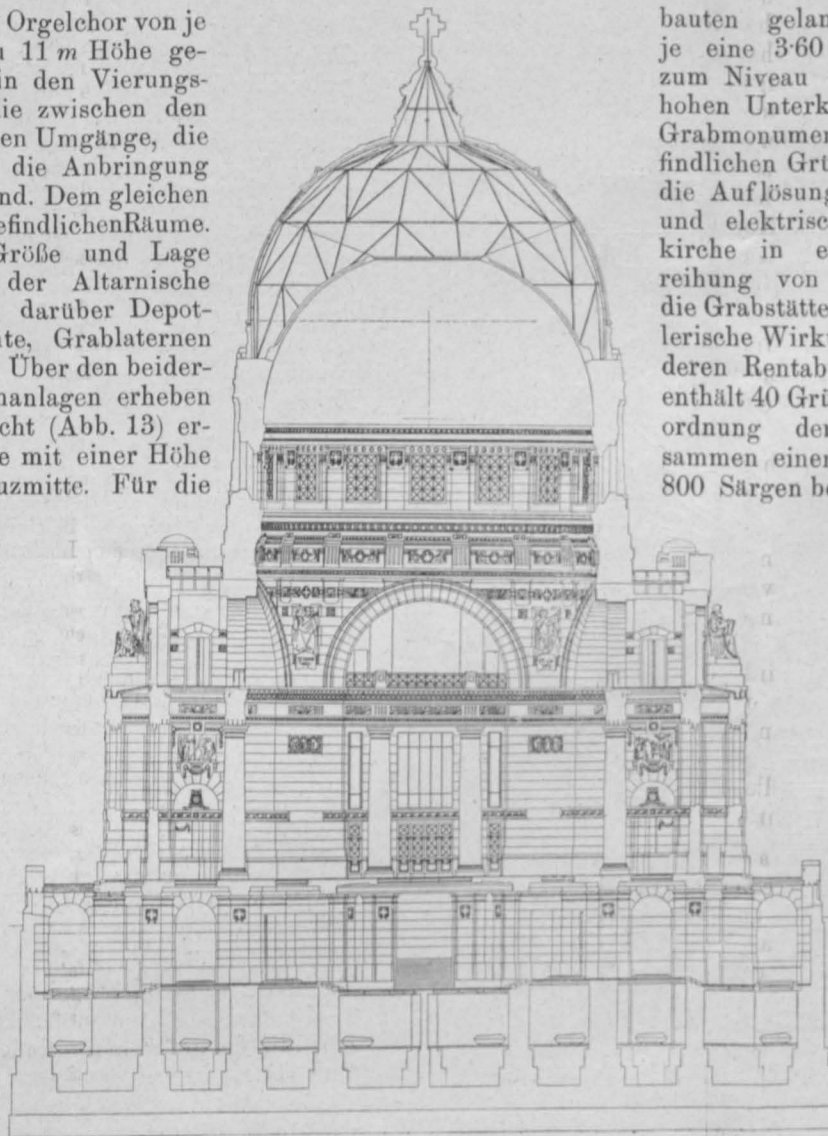 Orgelchor von je
11 m Höhe ge-
in den Vierungs-
die zwischen den
en Umgänge, die
die Anbringung
nd. Dem gleichen
efindlichenRäume.
Größe und Lage
der Altarnische
darüber Depot-
te, Grablaternen
Über den beider-
nanlagen erheben
cht (Abb. 13) er-
e mit einer Höhe
uzmitte. Für die
bauten gelan
je eine 3·60
zum Niveau
hohen Unterk
Grabmonumen
findlichen Grü
die Auflösung
und elektrisc
kirche in e
reihung von
die Grabstätte
lerische Wirk
deren Rentab
enthält 40 Grü
ordnung der
sammen einen
800 Särgen be